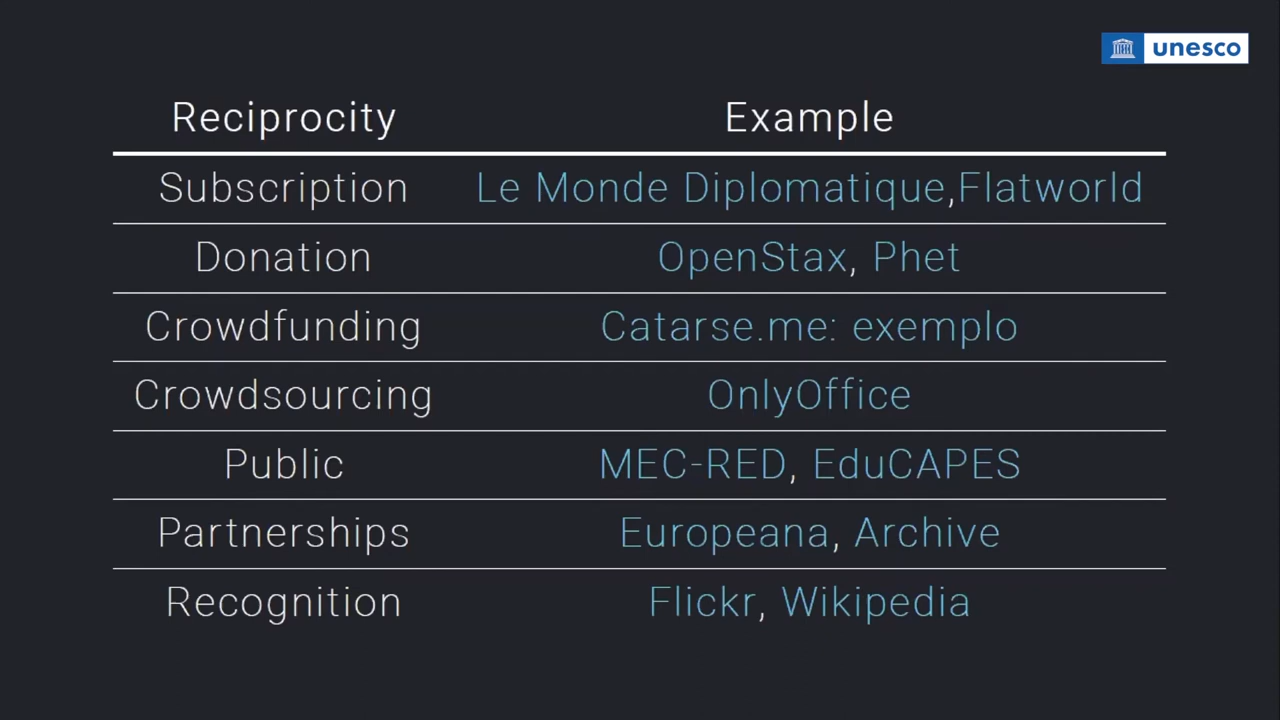 unesco
Reciprocity Example
Subscription Le Monde Diplomatique,Flatworld
Donation OpenStax, Phet
Crowdfunding Catarse.me: exemplo
Crowdsourcing OnlyOffice
Public MEC-RED, EduCAPES
Partnerships Europeana, Archive
Recognition Flickr, Wikipedia